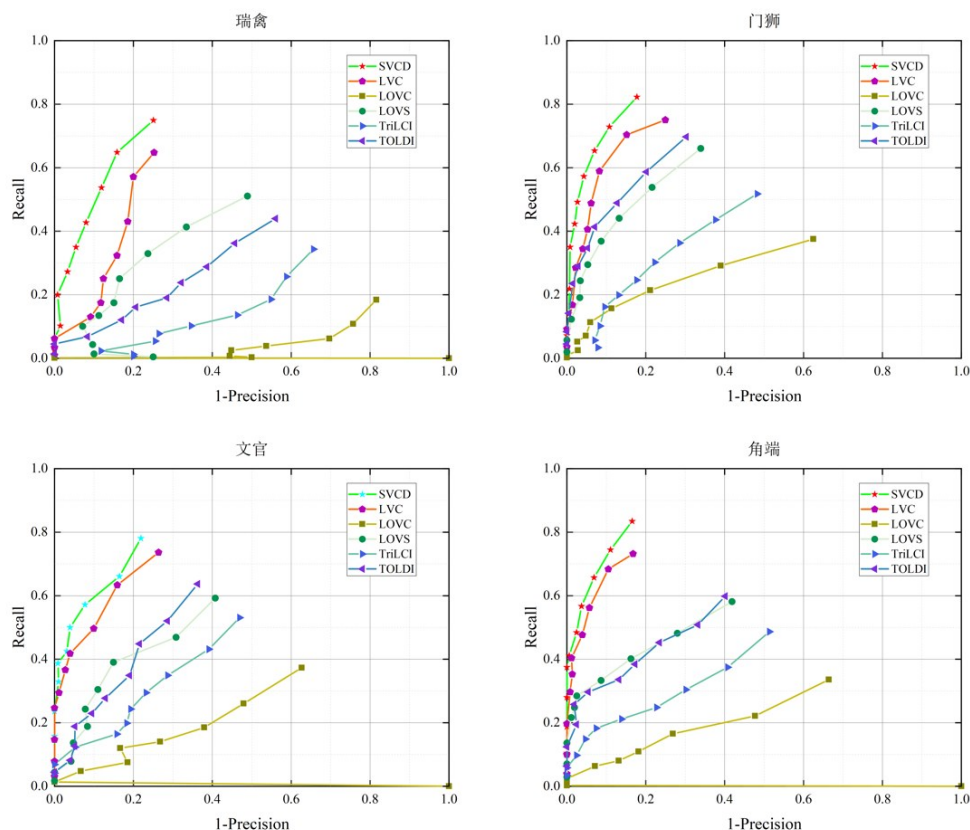 瑞禽
1.0
0.8
0.6
0.4
0.2
0.0
Recall
SVCD
LVC
LOVC
LOVS
TriLCI
TOLDI
0.0 0.2 0.4 0.6 0.8 1.0
1-Precision
门狮
1.0
0.8
0.6
0.4
0.2
0.0
Recall
SVCD
LVC
LOVC
LOVS
TriLCI
TOLDI
0.0 0.2 0.4 0.6 0.8 1.0
1-Precision
文官
1.0
0.8
0.6
0.4
0.2
0.0
Recall
SVCD
LVC
LOVC
LOVS
TriLCI
TOLDI
0.0 0.2 0.4 0.6 0.8 1.0
1-Precision
角端
1.0
0.8
0.6
0.4
0.2
0.0
Recall
SVCD
LVC
LOVC
LOVS
TriLCI
TOLDI
0.0 0.2 0.4 0.6 0.8 1.0
1-Precision